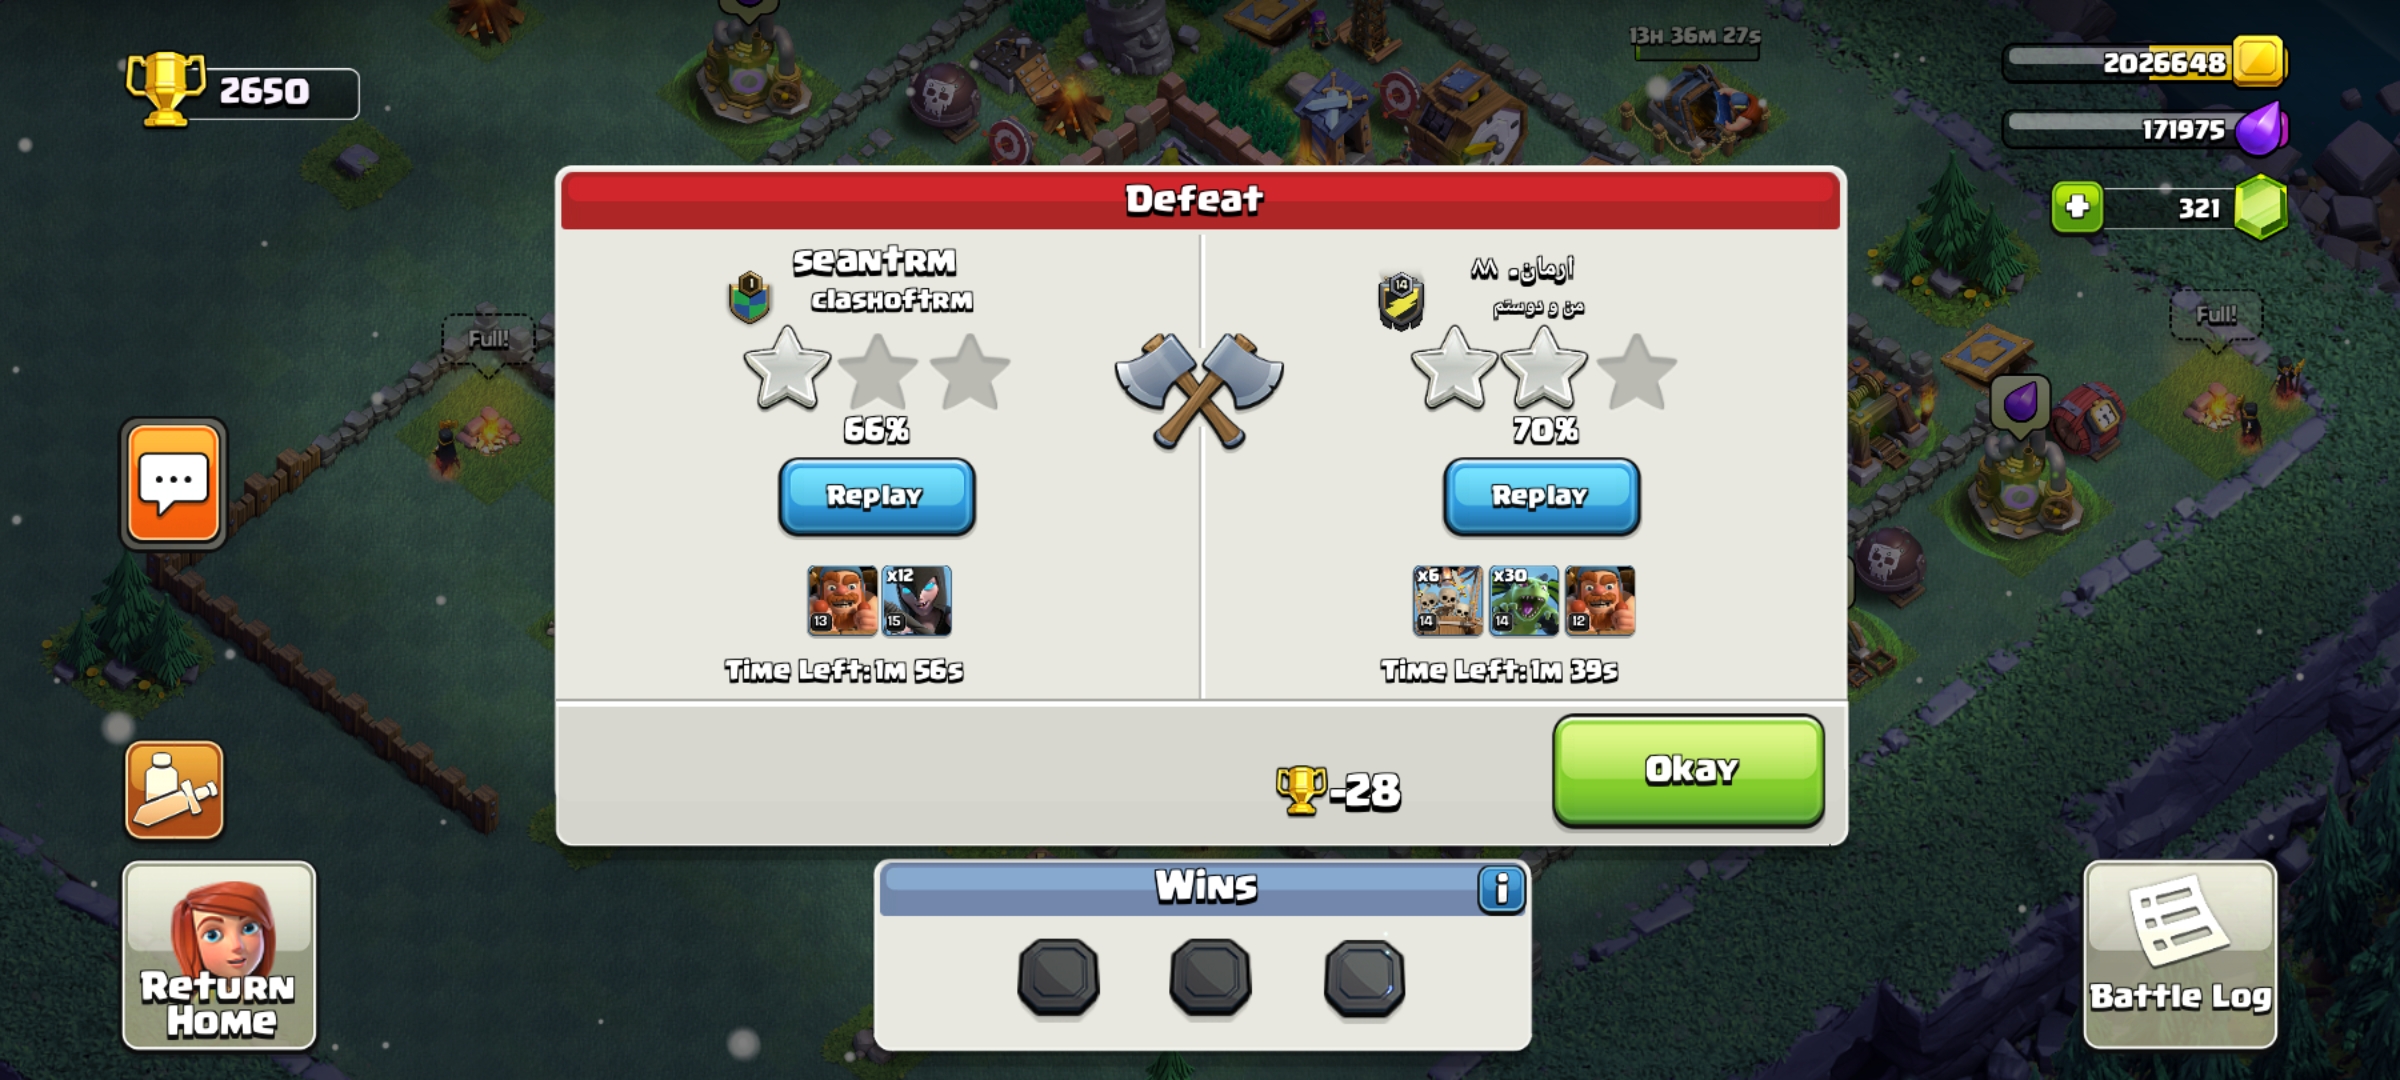 2650
13H 36M 27s
2026648
171975
321
Defeat
1
seantrm
clashoftrm
14
ارمان- ۸۸
من و دوستم
Full!
Full!
66%
70%
Replay
Replay
13
x12
15
x6
14
x30
14
12
Time Left:1m 56s
Time Left:1m 39s
-28
Okay
Wins
i
Return
Home
Battle Log